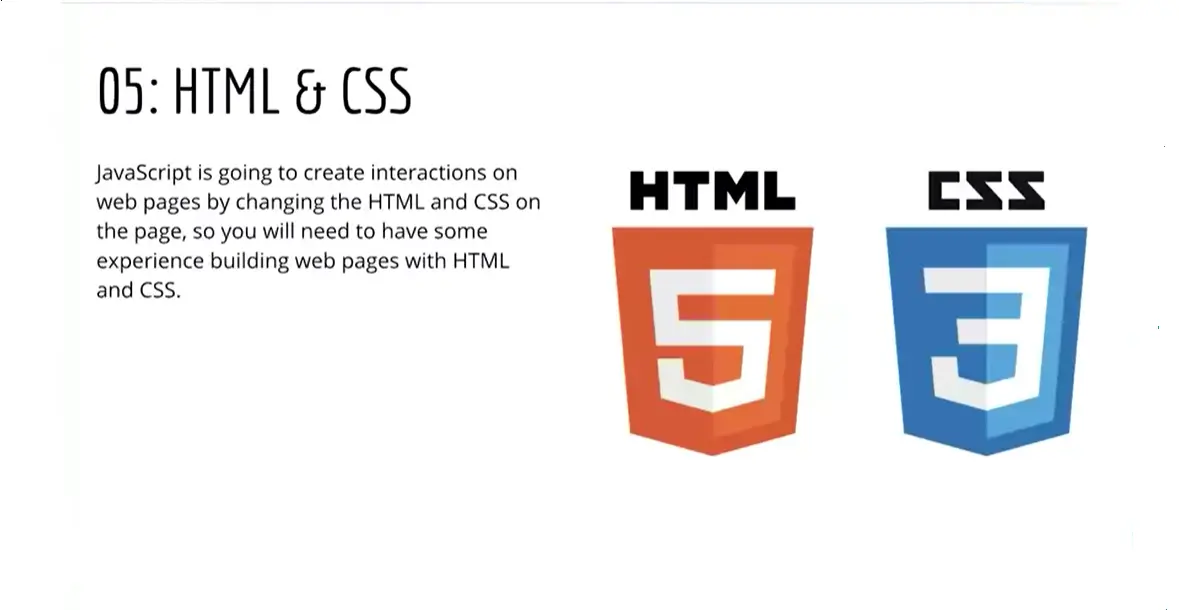 05: HTML & CSS
JavaScript is going to create interactions on
web pages by changing the HTML and CSS on
the page, so you will need to have some
experience building web pages with HTML
and CSS.
HTML
5
CSS
3